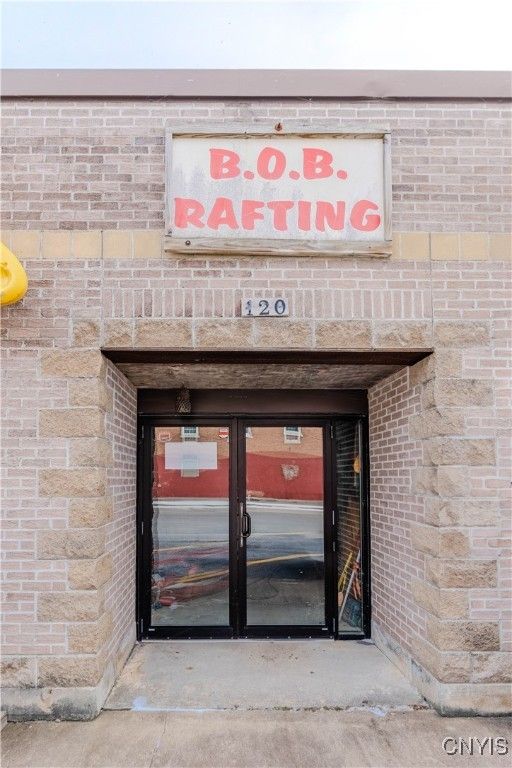 B.O.B.
RAFTING
120
CNYIS